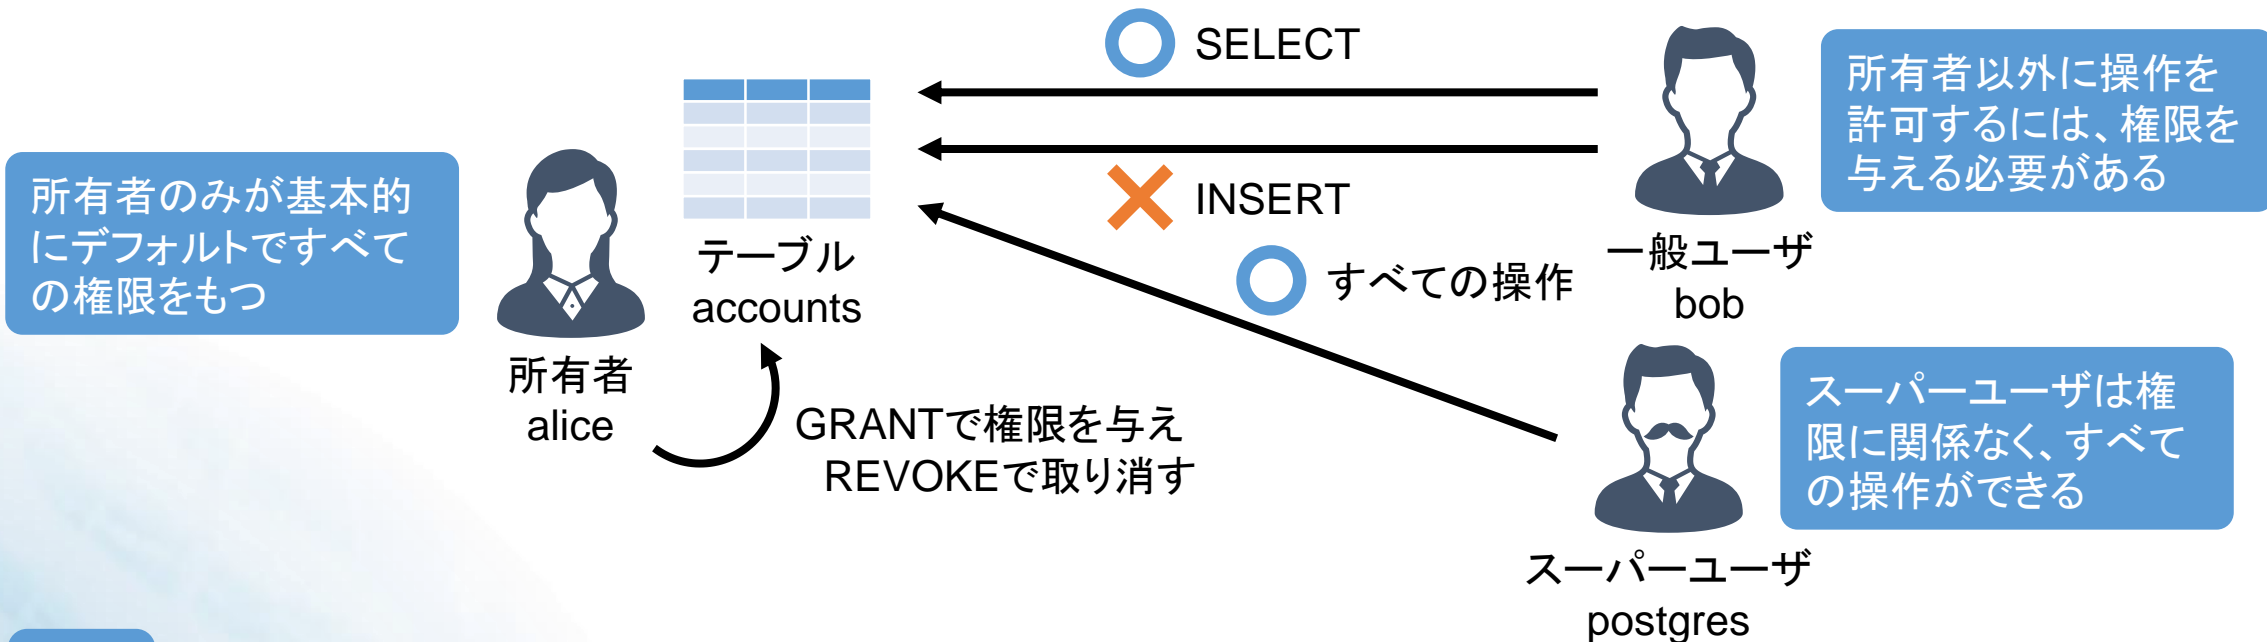 SELECT
所有者以外に操作を
許可するには、権限を
与える必要がある
INSERT
所有者のみが基本的
にデフォルトですべて
の権限をもつ
テーブル
accounts
すべての操作
一般ユーザ
bob
所有者
alice
GRANTで権限を与え
REVOKEで取り消す
スーパーユーザは権
限に関係なく、すべて
の操作ができる
スーパーユーザ
postgres